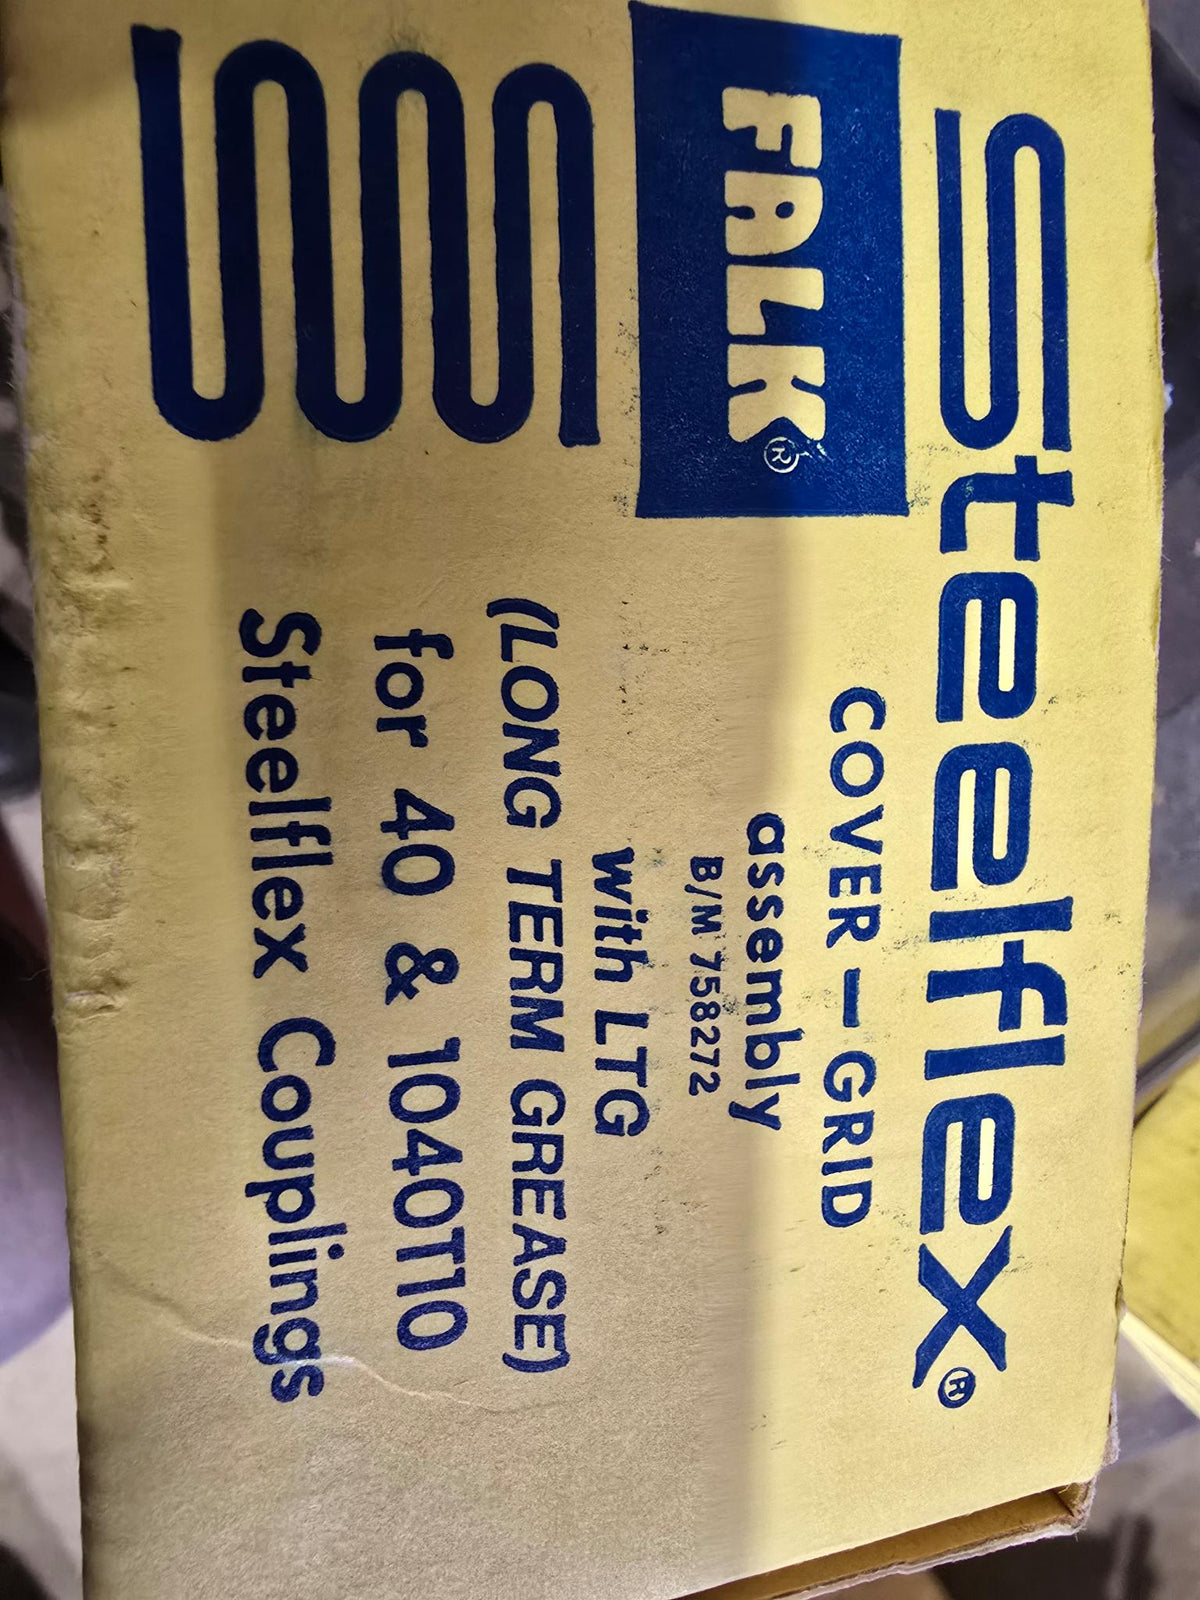 Steelflex®
FALK®
COVER-GRID
assembly
B/M 758272
with LTG
(LONG TERM GREASE)
for 40 & 1040T10
Steelflex Couplings